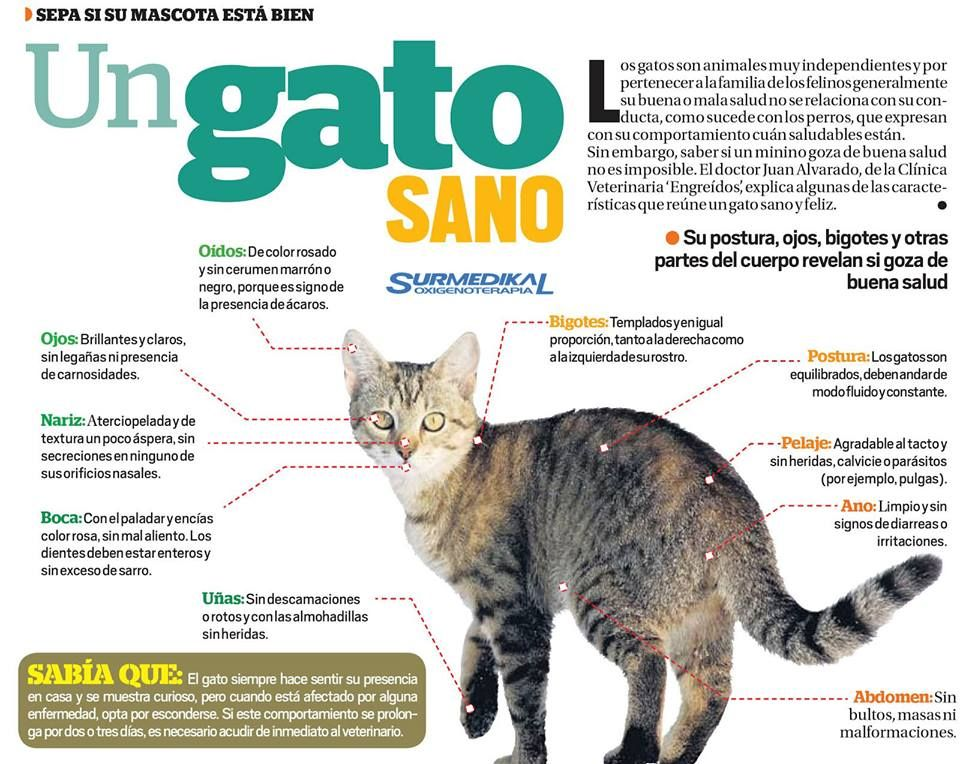 SEPA SI SU MASCOTA ESTÁ BIEN
Un gato
SANO
Los gatos son animales muy independientes y por
pertenecer a la familia de los felinos generalmente
su buena o mala salud no se relaciona con su con-
ducta, como sucede con los perros, que expresan
con su comportamiento cuán saludables están.
Sin embargo, saber si un minino goza de buena salud
no es imposible. El doctor Juan Alvarado, de la Clínica
Veterinaria ‘Engreídos’, explica algunas de las caracte-
rísticas que reúne un gato sano y feliz.
Su postura, ojos, bigotes y otras
partes del cuerpo revelan si goza de
buena salud
SURMEDIKAL
OXIGENOTERAPIA
Oídos: De color rosado
y sin cerumen marrón o
negro, porque es signo de
la presencia de ácaros.
Ojos: Brillantes y claros,
sin legañas ni presencia
de carnosidades.
Nariz: Aterciopelada y de
textura un poco áspera, sin
secreciones en ninguno de
sus orificios nasales.
Boca: Con el paladar y encías
color rosa, sin mal aliento. Los
dientes deben estar enteros y
sin exceso de sarro.
Uñas: Sin descamaciones
o rotos y con las almohadillas
sin heridas.
Bigotes: Templados y en igual
proporción, tanto a la derecha como
a la izquierda de su rostro.
Postura: Los gatos son
equilibrados, deben andar de
modo fluido y constante.
Pelaje: Agradable al tacto y
sin heridas, calvicie o parásitos
(por ejemplo, pulgas).
Ano: Limpio y sin
signos de diarreas o
irritaciones.
Abdomen: Sin
bultos, masas ni
malformaciones.
SABÍA QUE: El gato siempre hace sentir su presencia
en casa y se muestra curioso, pero cuando está afectado por alguna
enfermedad, opta por esconderse. Si este comportamiento se prolon-
ga por dos o tres días, es necesario acudir de inmediato al veterinario.